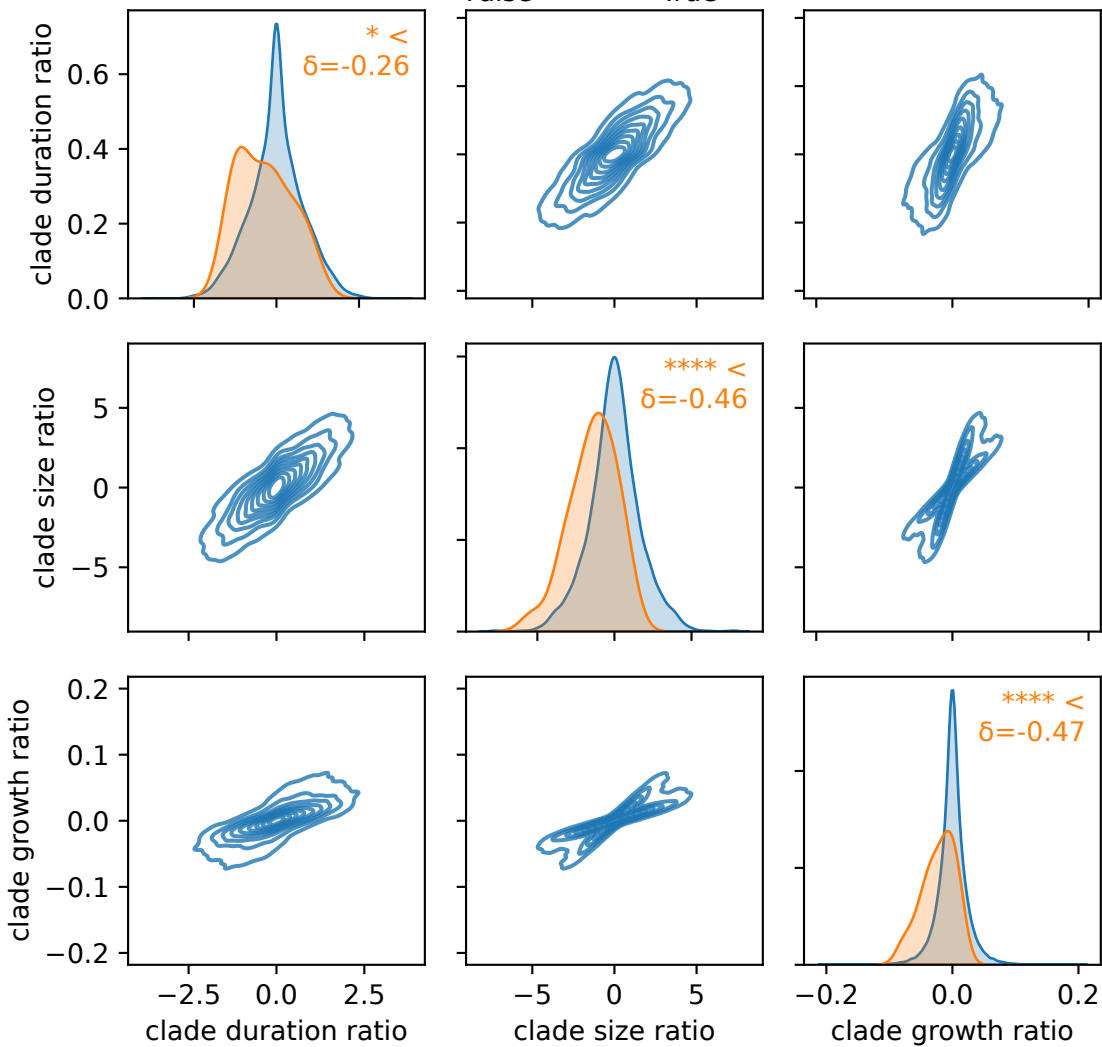 clade duration ratio
0.6
0.4
0.2
0.0
* <
δ=-0.26
clade size ratio
5
0
−5
**** <
δ=-0.46
clade growth ratio
0.2
0.1
0.0
−0.1
−0.2
**** <
δ=-0.47
−2.5 0.0 2.5
−5 0 5
−0.2 0.0 0.2
clade duration ratio
clade size ratio
clade growth ratio